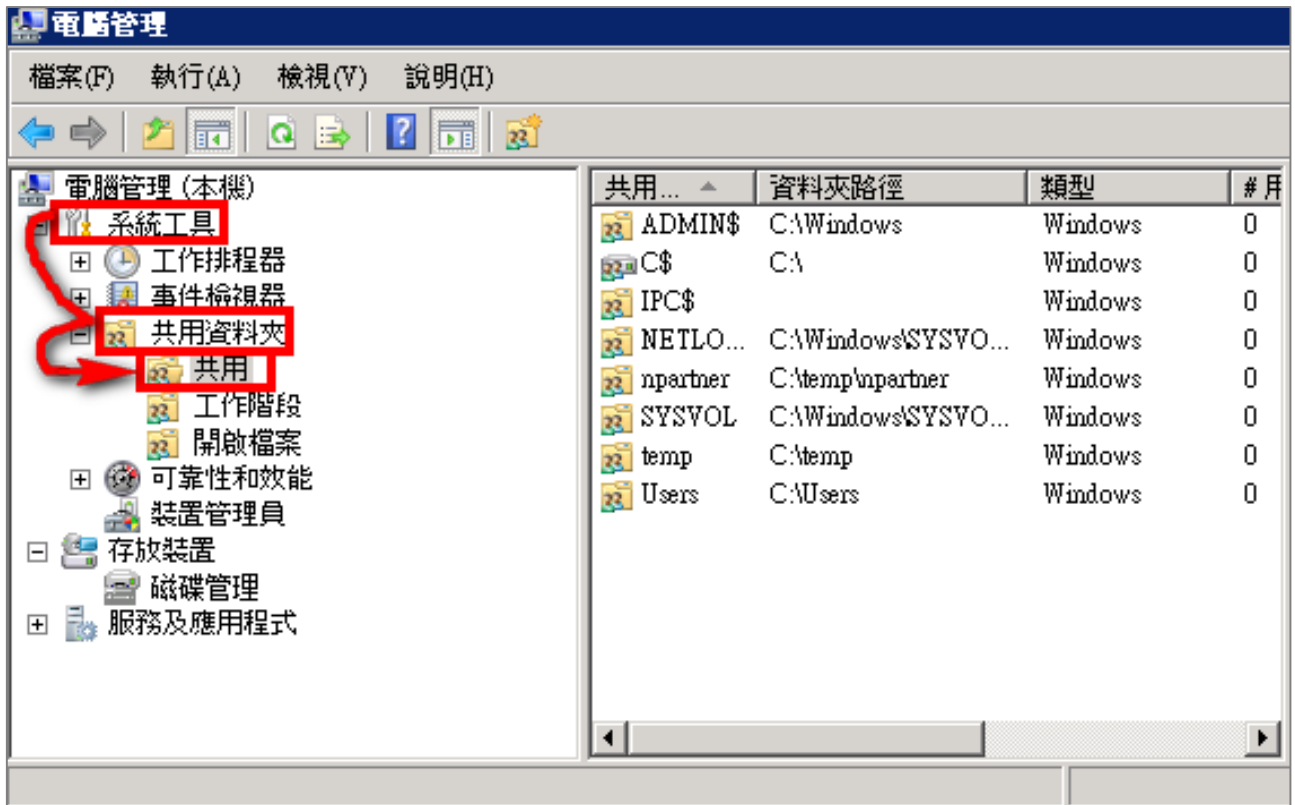 電腦管理
檔案(F) 執行(A) 檢視(V) 說明(H)
電腦管理 (本機)
系統工具
工作排程器
事件檢視器
共用資料夾
共用
工作階段
開啟檔案
可靠性和效能
裝置管理員
存放裝置
磁碟管理
服務及應用程式
共用... 資料夾路徑 類型 # 用
ADMIN$ C:\Windows Windows 0
C$ C:\ Windows 0
IPC$ Windows 0
NETLO... C:\Windows\SYSVO... Windows 0
npartner C:\temp\npartner Windows 0
SYSVOL C:\Windows\SYSVO... Windows 0
temp C:\temp Windows 0
Users C:\Users Windows 0